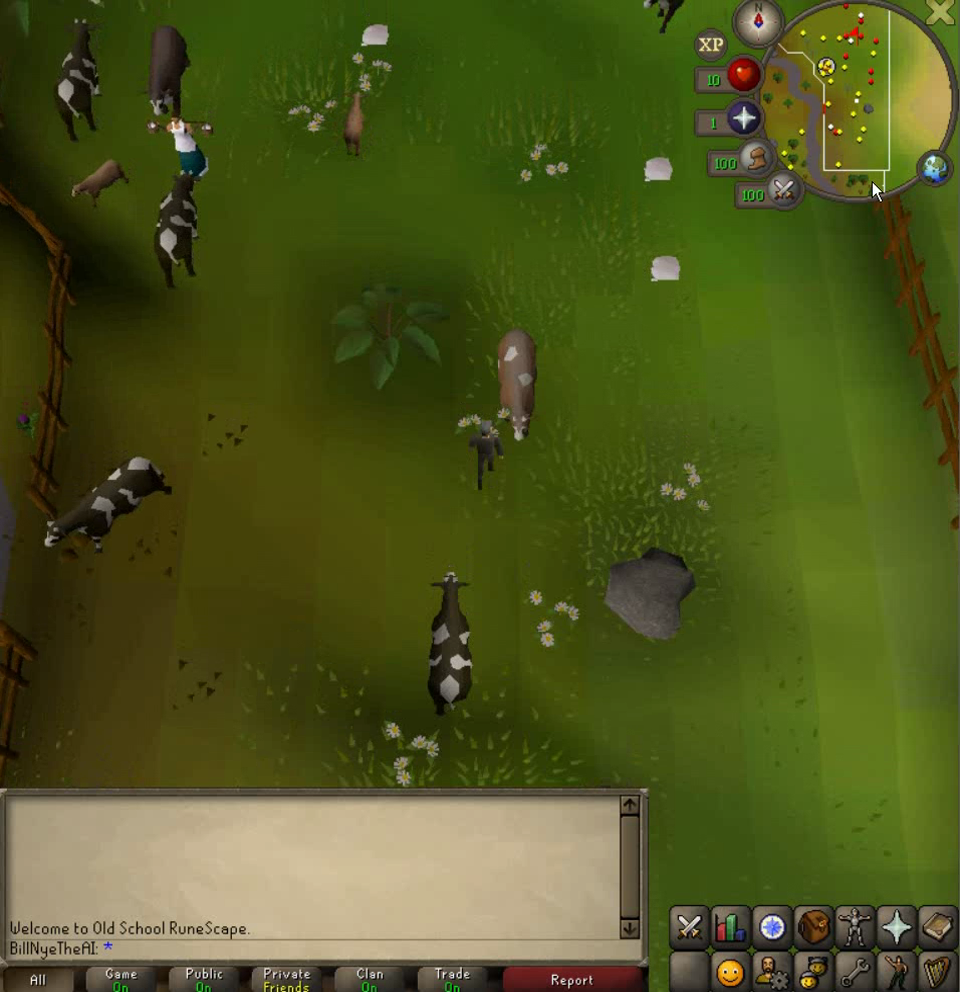 N
XP
10
1
100
100
Welcome to Old School RuneScape.
BillNyeTheAI: *
All
Game
On
Public
On
Private
Friends
Clan
On
Trade
On
Report